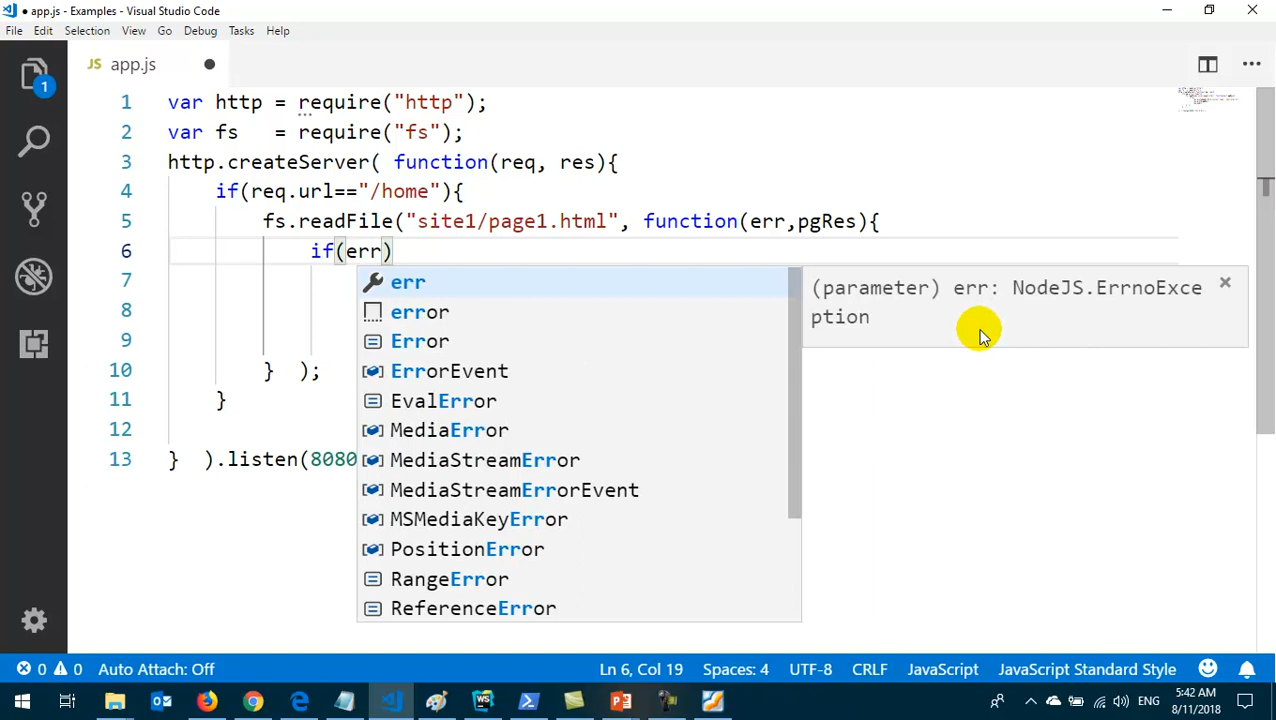 ● app.js - Examples - Visual Studio Code
File Edit Selection View Go Debug Tasks Help
JS app.js ●
1
1 var http = require("http");
2 var fs   = require("fs");
3 http.createServer( function(req, res){
4 if(req.url=="/home"){
5 fs.readFile("site1/page1.html", function(err,pgRes){
6 if(err)
7
8
9
10 }  );
11 }
12
13 }  ).listen(8080
err
error
Error
ErrorEvent
EvalError
MediaError
MediaStreamError
MediaStreamErrorEvent
MSMediaKeyError
PositionError
RangeError
ReferenceError
(parameter) err: NodeJS.ErrnoExce
ption
0 0 Auto Attach: Off Ln 6, Col 19 Spaces: 4 UTF-8 CRLF JavaScript JavaScript Standard Style
ENG
5:42 AM
8/11/2018